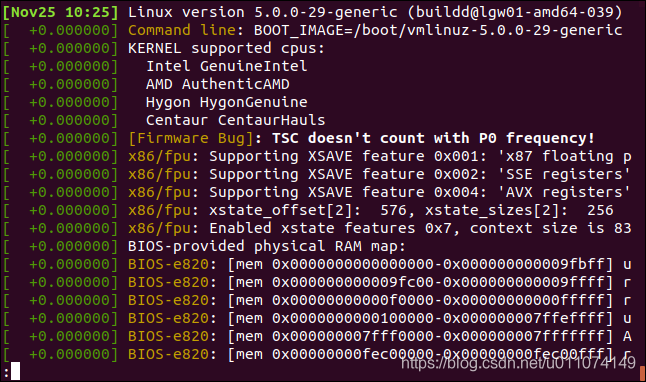 [Nov25 10:25] Linux version 5.0.0-29-generic (buildd@lgw01-amd64-039)
[  +0.000000] Command line: BOOT_IMAGE=/boot/vmlinuz-5.0.0-29-generic
[  +0.000000] KERNEL supported cpus:
[  +0.000000]   Intel GenuineIntel
[  +0.000000]   AMD AuthenticAMD
[  +0.000000]   Hygon HygonGenuine
[  +0.000000]   Centaur CentaurHauls
[  +0.000000] [Firmware Bug]: TSC doesn't count with P0 frequency!
[  +0.000000] x86/fpu: Supporting XSAVE feature 0x001: 'x87 floating p
[  +0.000000] x86/fpu: Supporting XSAVE feature 0x002: 'SSE registers'
[  +0.000000] x86/fpu: Supporting XSAVE feature 0x004: 'AVX registers'
[  +0.000000] x86/fpu: xstate_offset[2]:  576, xstate_sizes[2]:  256
[  +0.000000] x86/fpu: Enabled xstate features 0x7, context size is 83
[  +0.000000] BIOS-provided physical RAM map:
[  +0.000000] BIOS-e820: [mem 0x0000000000000000-0x000000000009fbff] u
[  +0.000000] BIOS-e820: [mem 0x000000000009fc00-0x000000000009ffff] r
[  +0.000000] BIOS-e820: [mem 0x00000000000f0000-0x00000000000fffff] r
[  +0.000000] BIOS-e820: [mem 0x0000000000100000-0x000000007ffeffff] u
[  +0.000000] BIOS-e820: [mem 0x000000007fff0000-0x000000007fffffff] A
[  +0.000000] BIOS-e820: [mem 0x00000000fec00000-0x00000000fec00fff] r
:
https://blog.csdn.net/u011074149